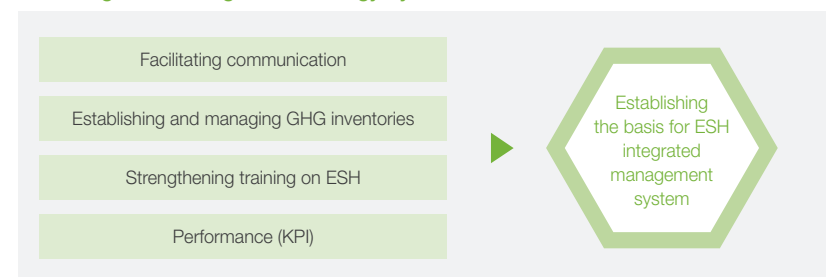 Facilitating communication
Establishing and managing GHG inventories
Strengthening training on ESH
Performance (KPI)
Establishing
the basis for ESH
integrated
management
system